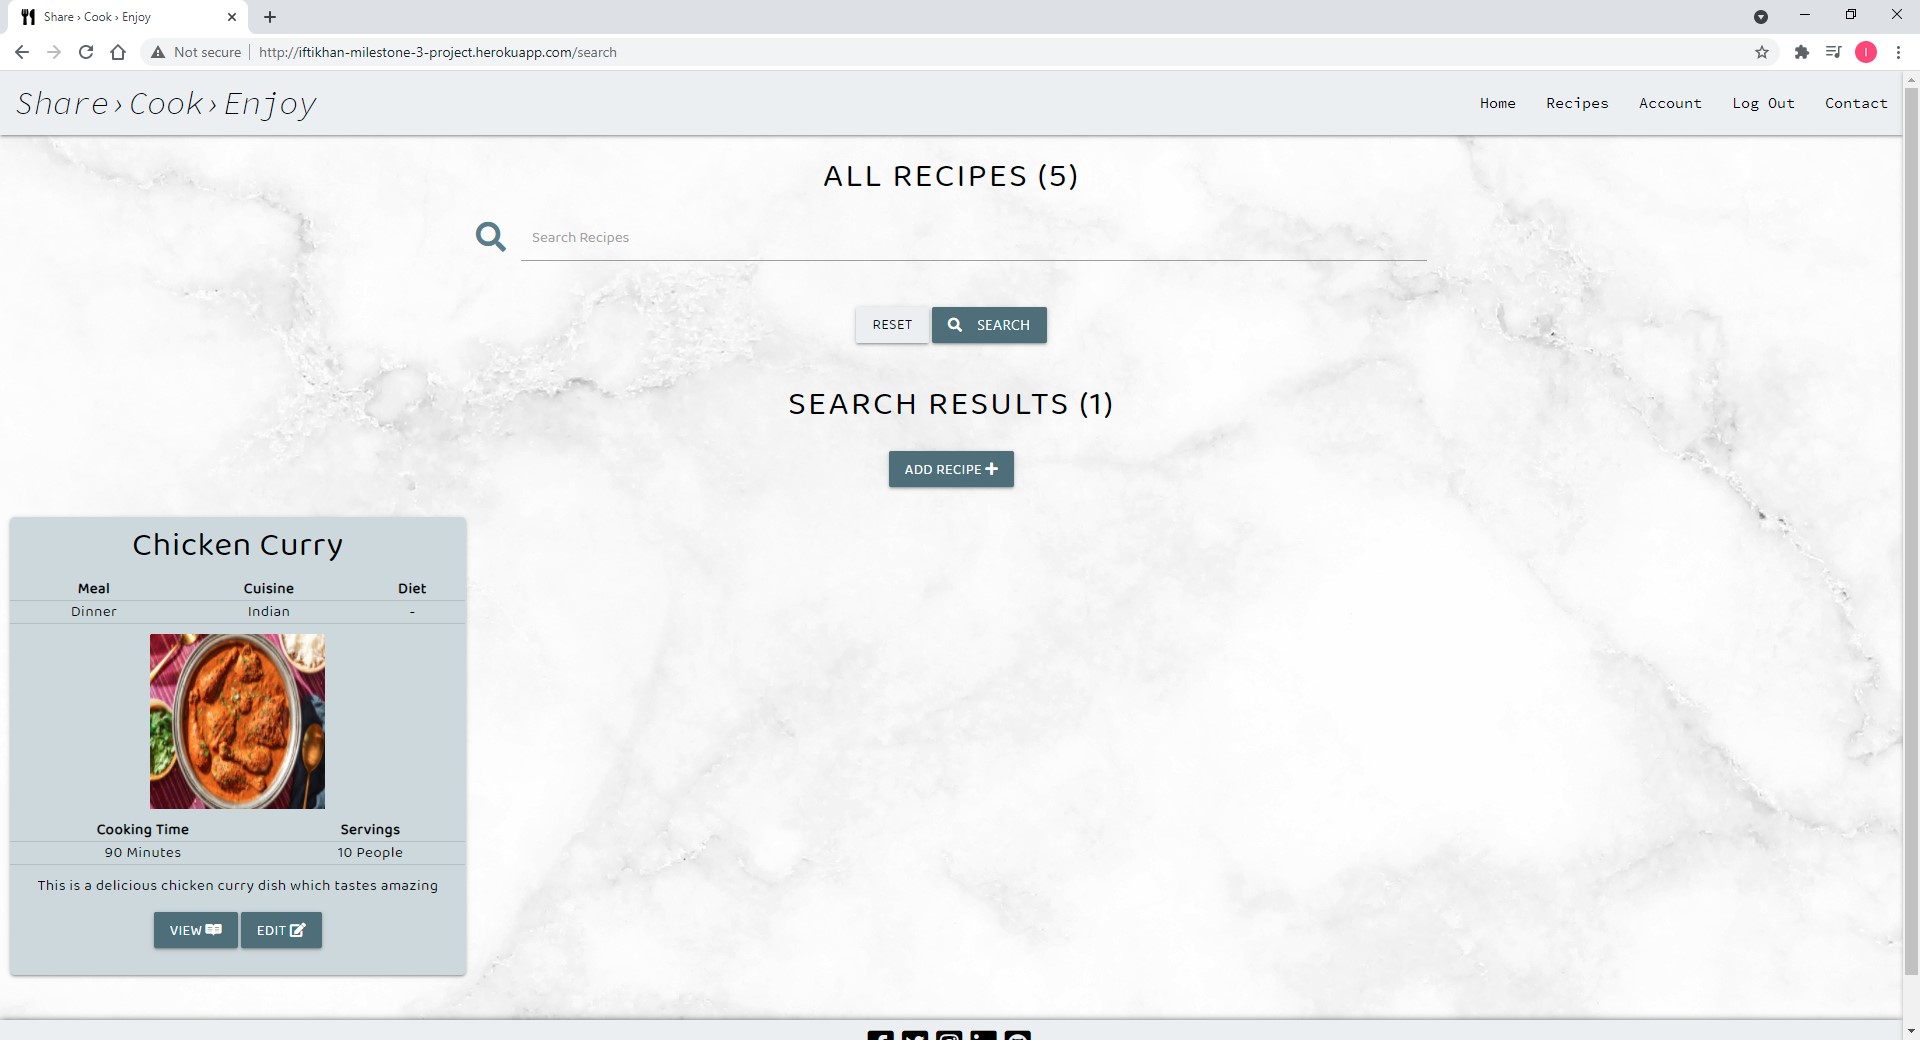 Share › Cook › Enjoy
Not secure
http://iftikhan-milestone-3-project.herokuapp.com/search
I
Share›Cook›Enjoy
Home
Recipes
Account
Log Out
Contact
ALL RECIPES (5)
Search Recipes
RESET
SEARCH
SEARCH RESULTS (1)
ADD RECIPE
Chicken Curry
Meal Cuisine Diet
Dinner Indian -
Cooking Time Servings
90 Minutes 10 People
This is a delicious chicken curry dish which tastes amazing
VIEW
EDIT